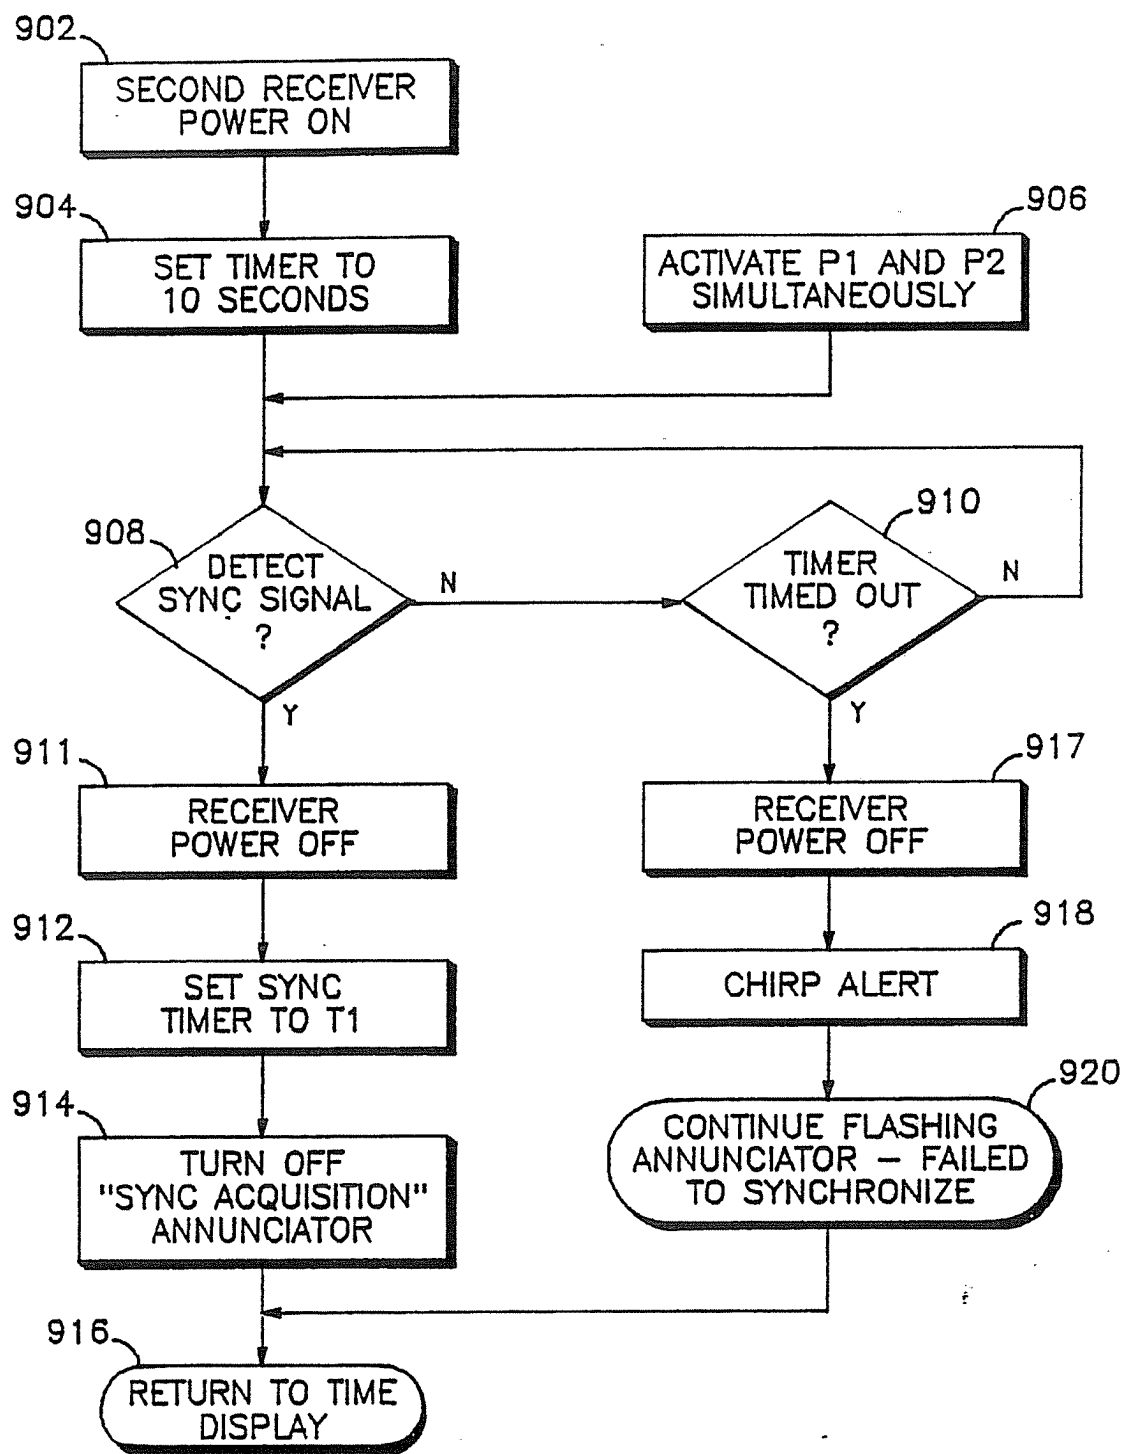 902
SECOND RECEIVER
POWER ON
904
SET TIMER TO
10 SECONDS
906
ACTIVATE P1 AND P2
SIMULTANEOUSLY
908
DETECT
SYNC SIGNAL
?
N
Y
910
TIMER
TIMED OUT
?
N
Y
911
RECEIVER
POWER OFF
917
RECEIVER
POWER OFF
912
SET SYNC
TIMER TO T1
918
CHIRP ALERT
914
TURN OFF
"SYNC ACQUISITION"
ANNUNCIATOR
920
CONTINUE FLASHING
ANNUNCIATOR – FAILED
TO SYNCHRONIZE
916
RETURN TO TIME
DISPLAY